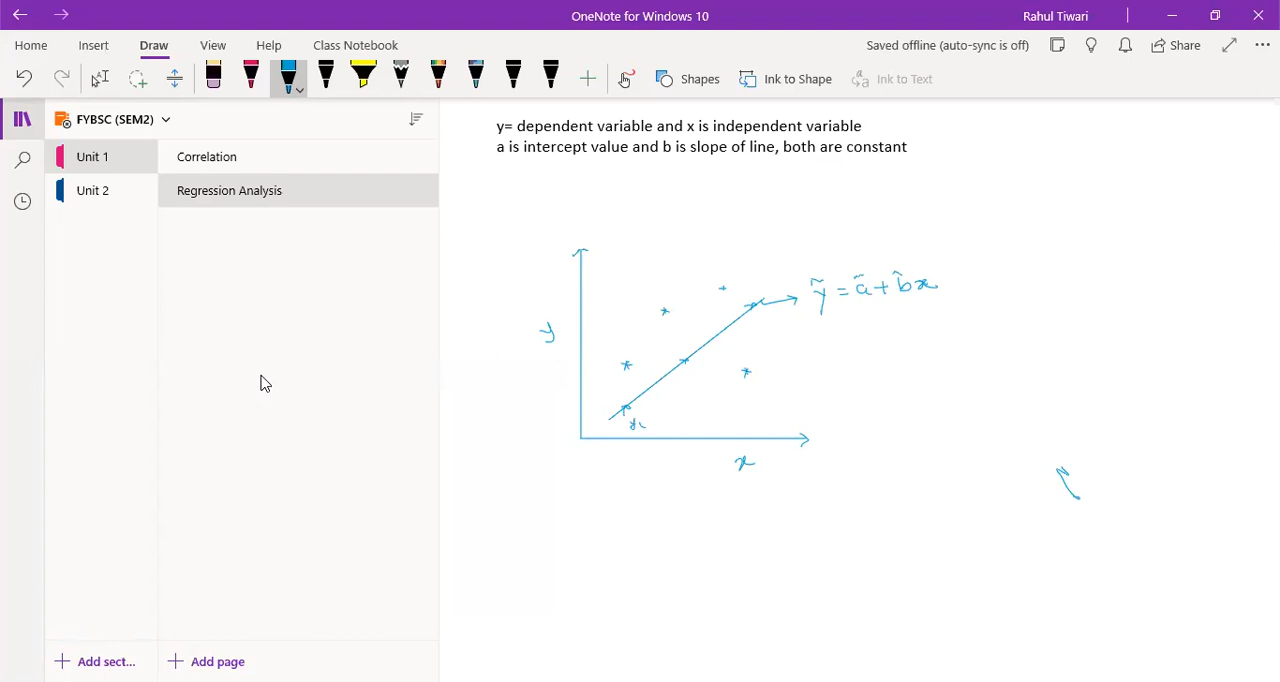 OneNote for Windows 10
Rahul Tiwari
Home Insert Draw View Help Class Notebook
Saved offline (auto-sync is off)
Share
Shapes
Ink to Shape
Ink to Text
FYBSC (SEM2)
Unit 1
Correlation
Unit 2
Regression Analysis
y= dependent variable and x is independent variable
a is intercept value and b is slope of line, both are constant
ŷ = â + b̂x
y
x
Add sect...
Add page